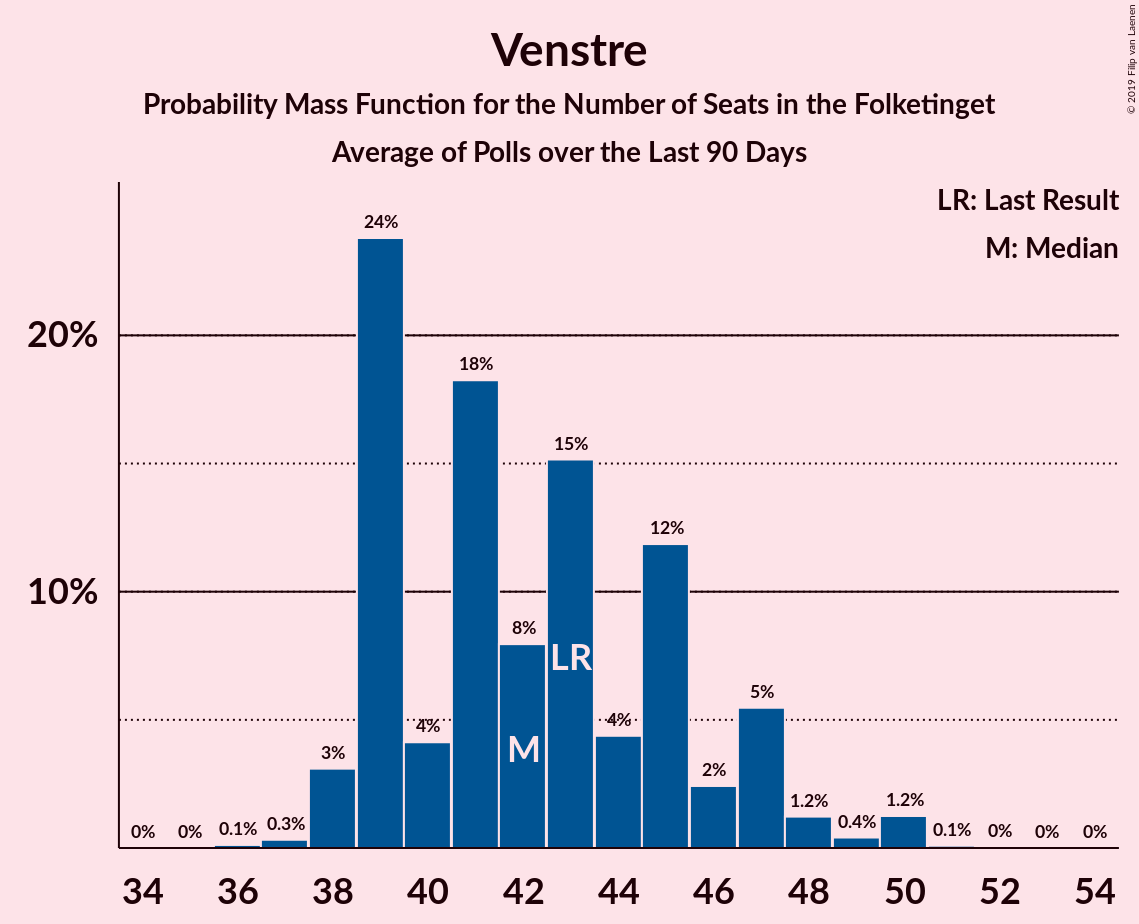 Venstre
Probability Mass Function for the Number of Seats in the Folketinget
Average of Polls over the Last 90 Days
© 2019 Filip van Laenen
LR: Last Result
M: Median
20%
10%
0% 0% 0.1% 0.3% 3% 24% 4% 18% 8% 15% 4% 12% 2% 5% 1.2% 0.4% 1.2% 0.1% 0% 0% 0%
LR
M
34 36 38 40 42 44 46 48 50 52 54